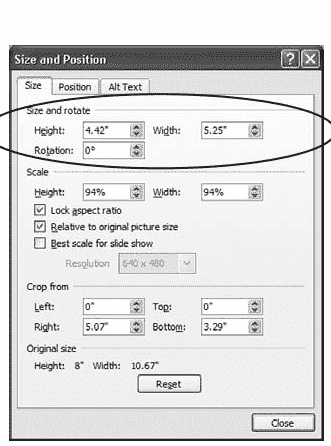 Size and Position
Size Position Alt Text
Size and rotate
Height: 4.42" Width: 5.25"
Rotation: 0°
Scale
Height: 94% Width: 94%
Lock aspect ratio
Relative to original picture size
Best scale for slide show
Resolution 640 x 480
Crop from
Left: 0" Top: 0"
Right: 5.07" Bottom: 3.29"
Original size
Height: 8" Width: 10.67"
Reset
Close